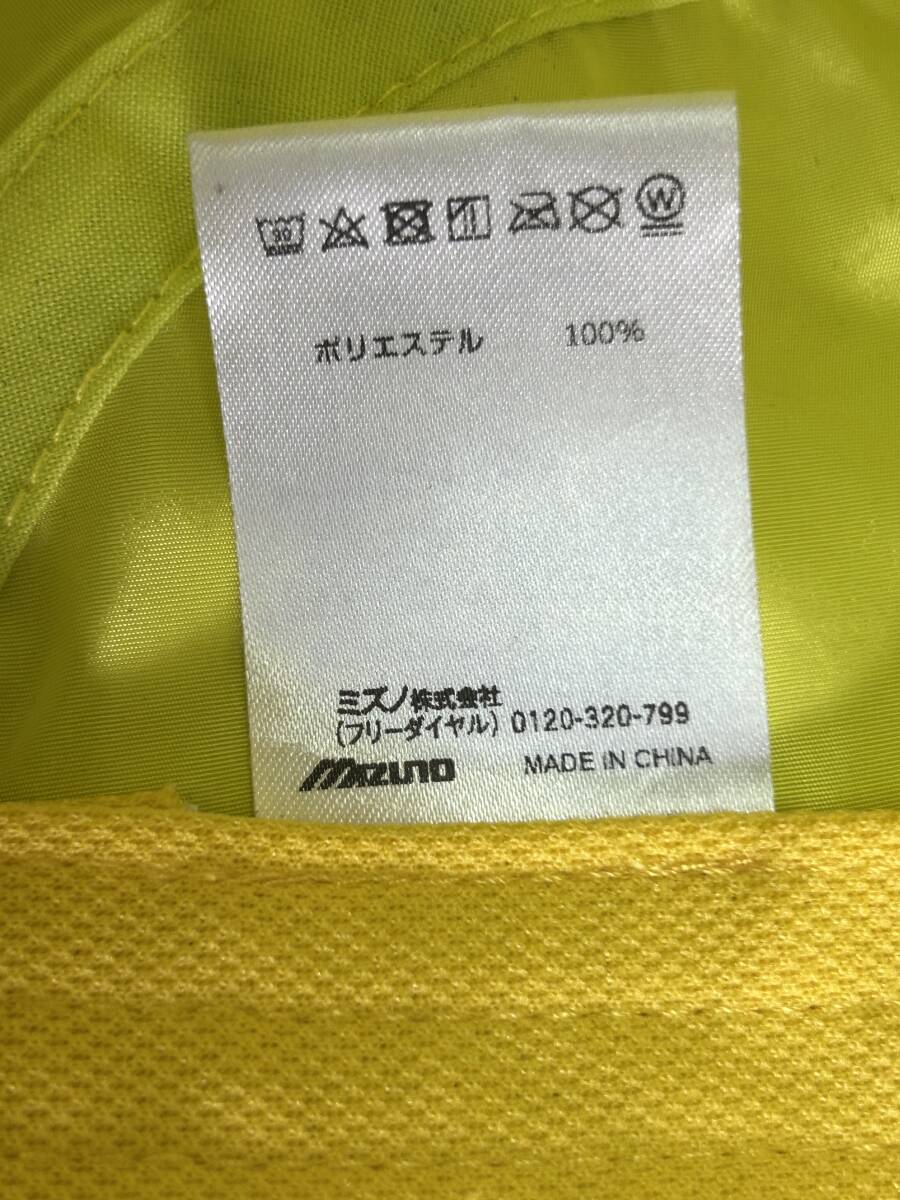 30
W
ポリエステル 100%
ミズノ株式会社
(フリーダイヤル) 0120-320-799
MIZUNO MADE IN CHINA